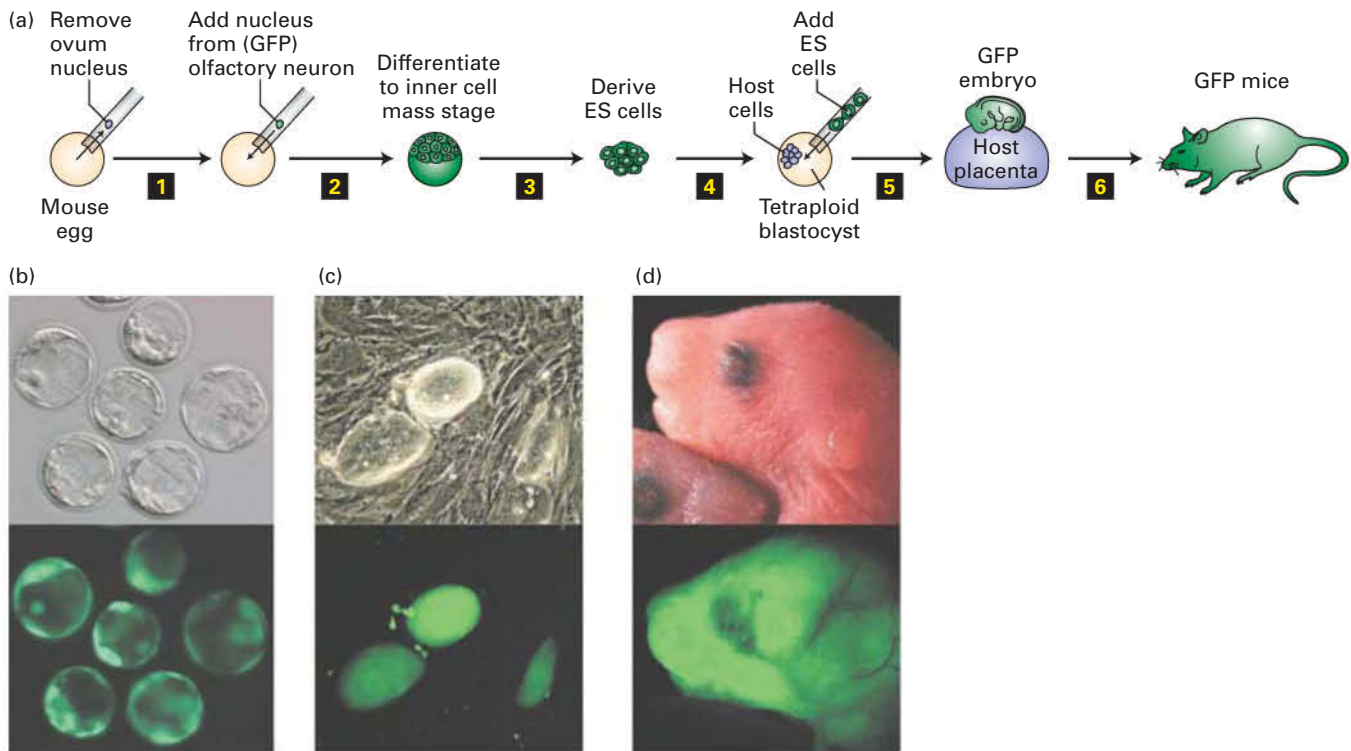 (a)
Remove
ovum
nucleus
Mouse
egg
1
Add nucleus
from (GFP)
olfactory neuron
2
Differentiate
to inner cell
mass stage
3
Derive
ES cells
4
Add
ES
cells
Host
cells
Tetraploid
blastocyst
5
GFP
embryo
Host
placenta
6
GFP mice
(b)
(c)
(d)